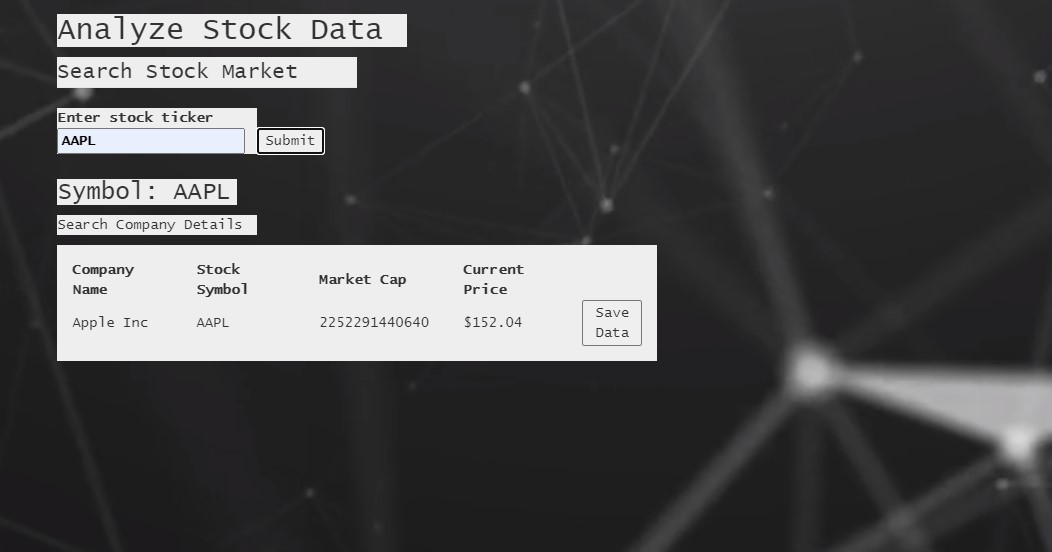 Analyze Stock Data
Search Stock Market
Enter stock ticker
AAPL Submit
Symbol: AAPL
Search Company Details
Company Name Stock Symbol Market Cap Current Price
Apple Inc AAPL 2252291440640 $152.04 Save Data